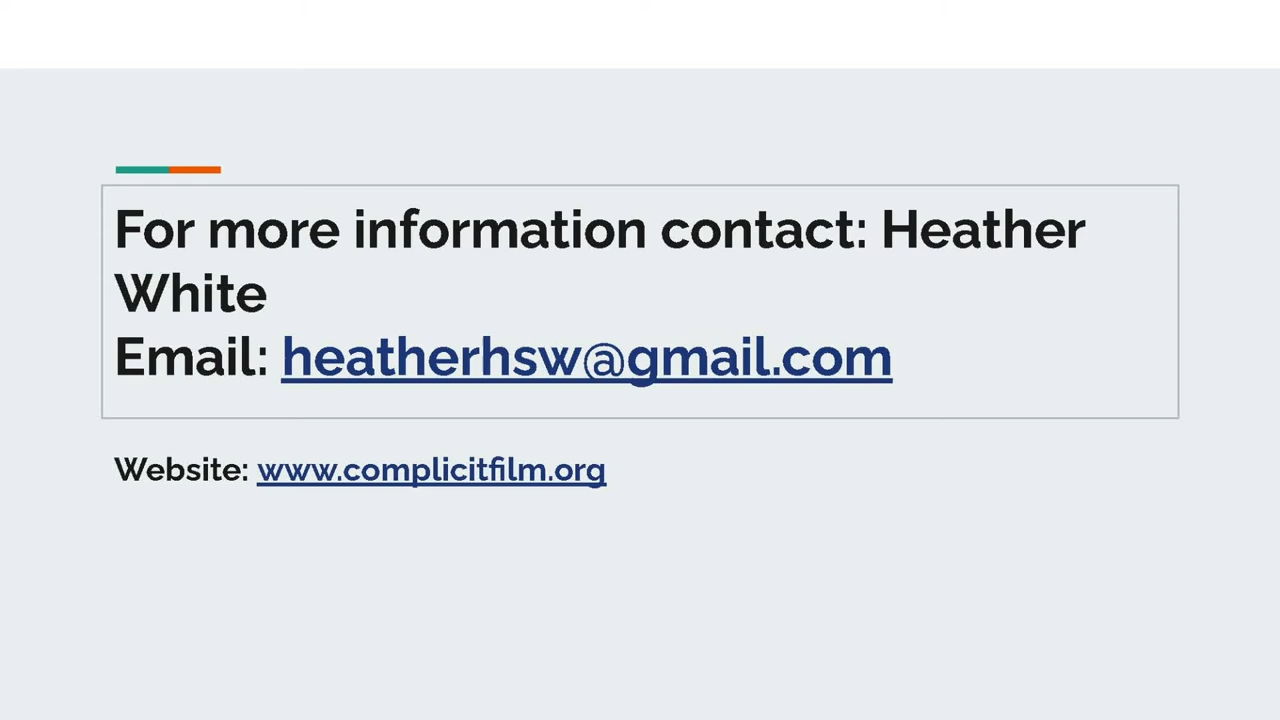 For more information contact: Heather
White
Email: heatherhsw@gmail.com
Website: www.complicitfilm.org